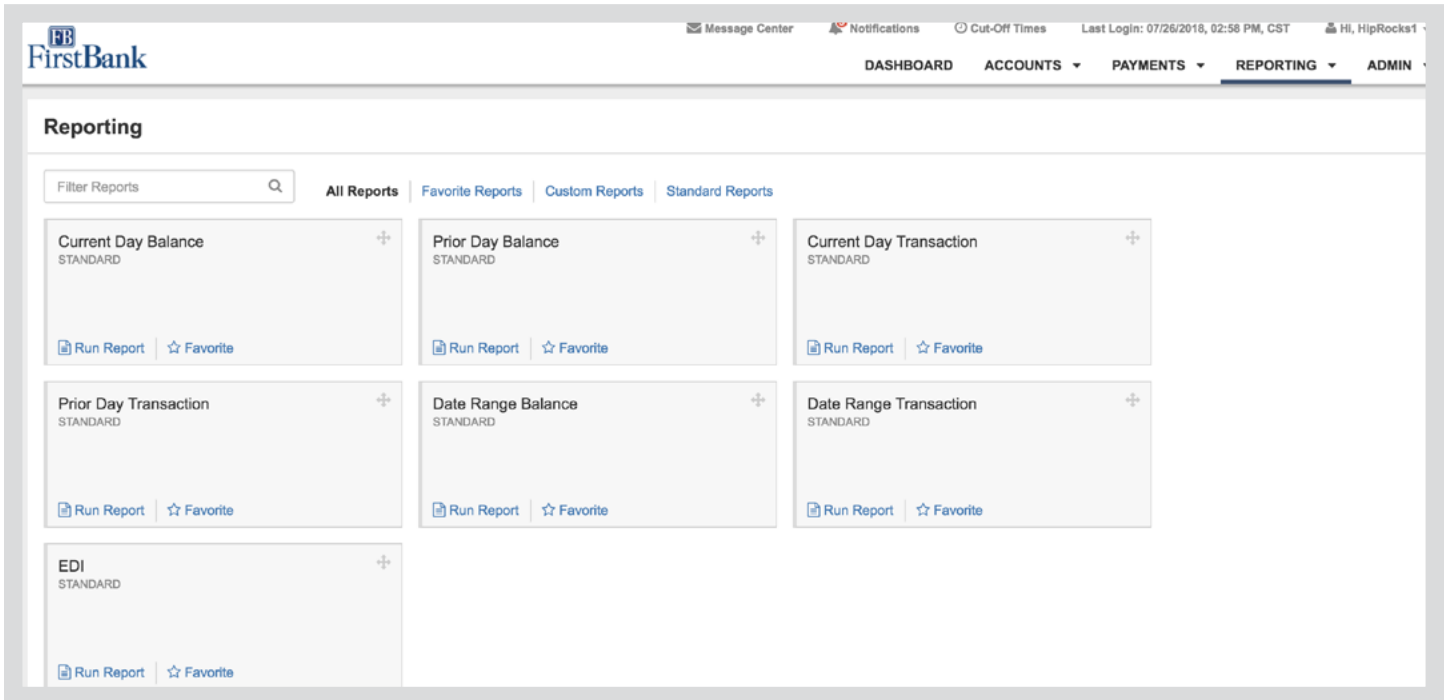 FB
FirstBank
Message Center Notifications Cut-Off Times Last Login: 07/26/2018, 02:58 PM, CST Hi, HipRocks1
DASHBOARD ACCOUNTS PAYMENTS REPORTING ADMIN
Reporting
Filter Reports All Reports Favorite Reports Custom Reports Standard Reports
Current Day Balance
STANDARD
Run Report Favorite
Prior Day Balance
STANDARD
Run Report Favorite
Current Day Transaction
STANDARD
Run Report Favorite
Prior Day Transaction
STANDARD
Run Report Favorite
Date Range Balance
STANDARD
Run Report Favorite
Date Range Transaction
STANDARD
Run Report Favorite
EDI
STANDARD
Run Report Favorite